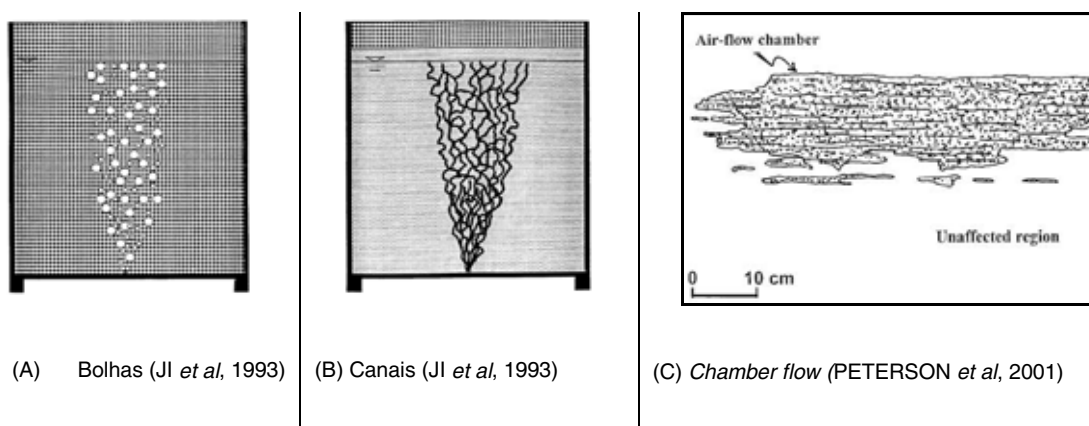 Air-flow chamber
Unaffected region
0 10 cm
(A) Bolhas (JI et al, 1993)
(B) Canais (JI et al, 1993)
(C) Chamber flow (PETERSON et al, 2001)